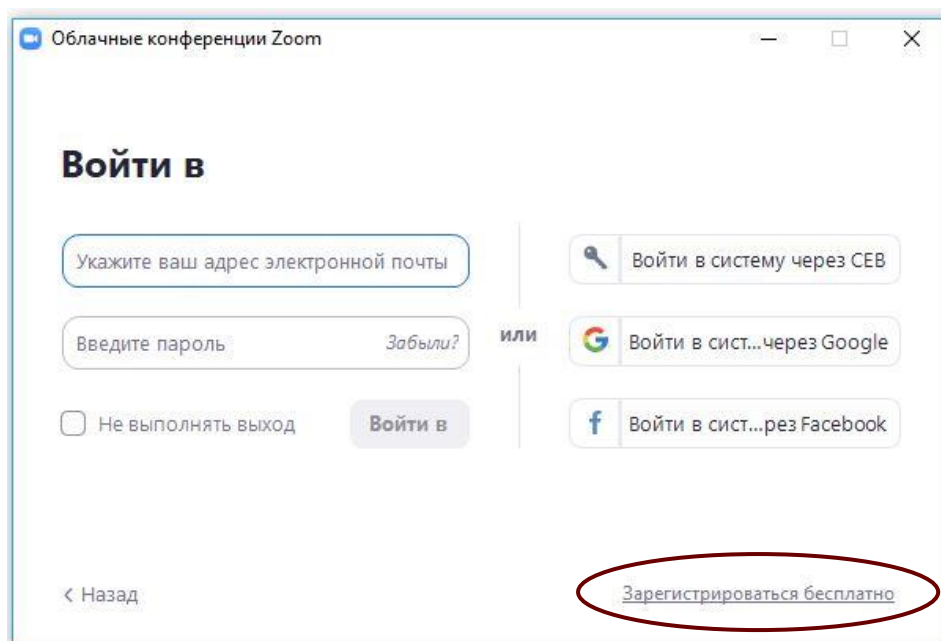 Облачные конференции Zoom
Войти в
Укажите ваш адрес электронной почты
Введите пароль
Забыли?
Не выполнять выход
Войти в
или
Войти в систему через СЕВ
Войти в сист...через Google
Войти в сист...рез Facebook
Назад
Зарегистрироваться бесплатно